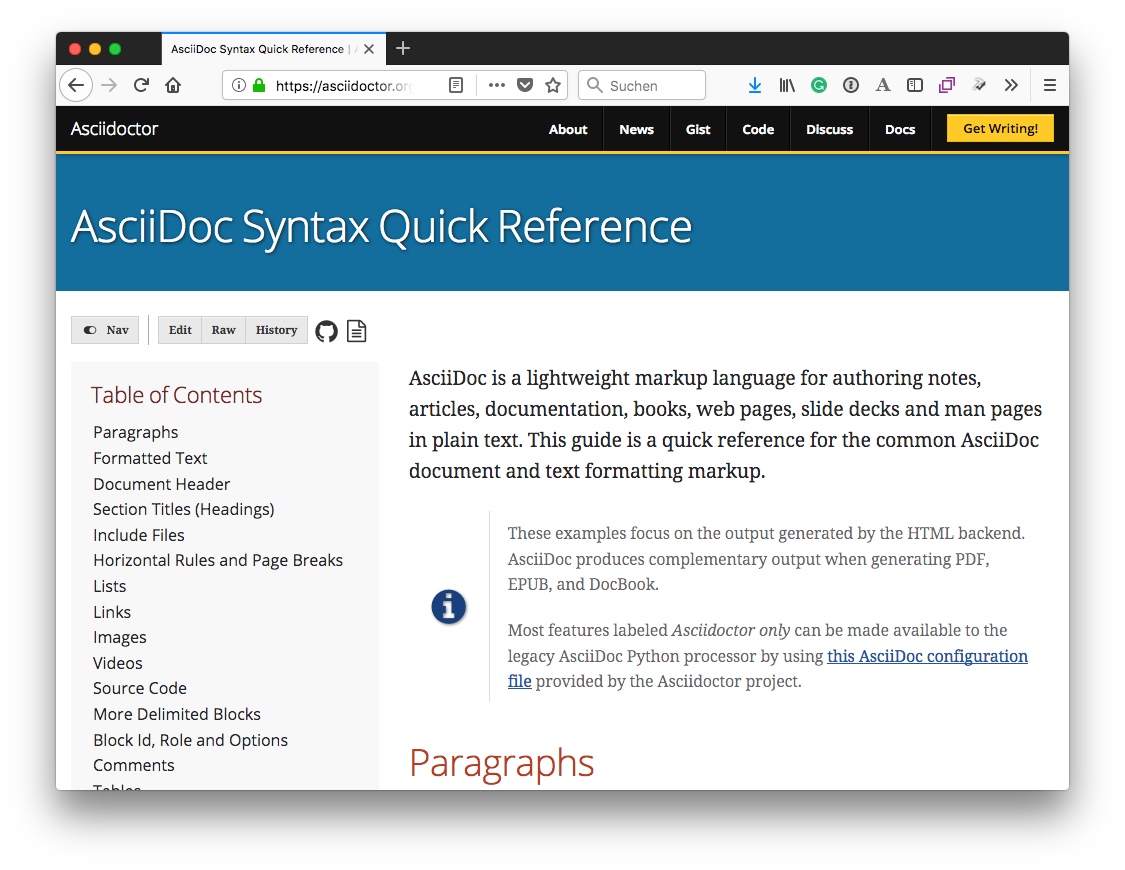 AsciiDoc Syntax Quick Reference |
https://asciidoctor.org
Suchen
Asciidoctor
About
News
Gist
Code
Discuss
Docs
Get Writing!
AsciiDoc Syntax Quick Reference
Nav
Edit
Raw
History
Table of Contents
Paragraphs
Formatted Text
Document Header
Section Titles (Headings)
Include Files
Horizontal Rules and Page Breaks
Lists
Links
Images
Videos
Source Code
More Delimited Blocks
Block Id, Role and Options
Comments
Tables
AsciiDoc is a lightweight markup language for authoring notes,
articles, documentation, books, web pages, slide decks and man pages
in plain text. This guide is a quick reference for the common AsciiDoc
document and text formatting markup.
These examples focus on the output generated by the HTML backend.
AsciiDoc produces complementary output when generating PDF,
EPUB, and DocBook.
Most features labeled Asciidoctor only can be made available to the
legacy AsciiDoc Python processor by using this AsciiDoc configuration
file provided by the Asciidoctor project.
Paragraphs